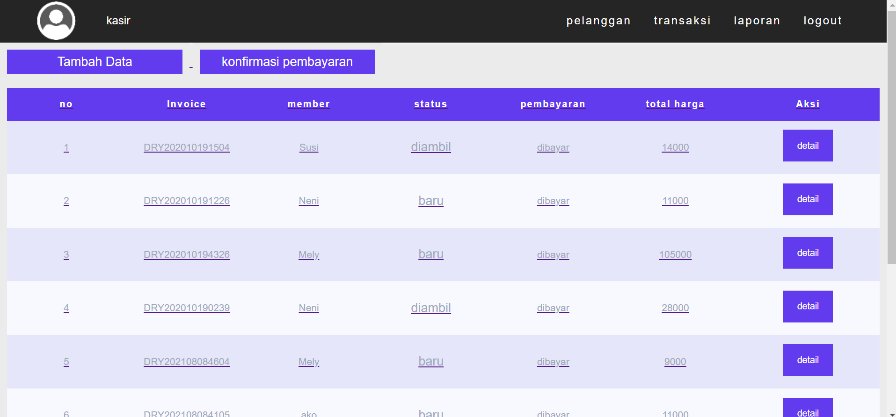 kasir pelanggan transaksi laporan logout
Tambah Data - konfirmasi pembayaran
no Invoice member status pembayaran total harga Aksi
1 DRY202010191504 Susi diambil dibayar 14000 detail
2 DRY202010191226 Neni baru dibayar 11000 detail
3 DRY202010194326 Mely baru dibayar 105000 detail
4 DRY202010190239 Neni diambil dibayar 28000 detail
5 DRY202108084604 Mely baru dibayar 9000 detail
6 DRY202108084105 ako baru dibayar 11000 detail